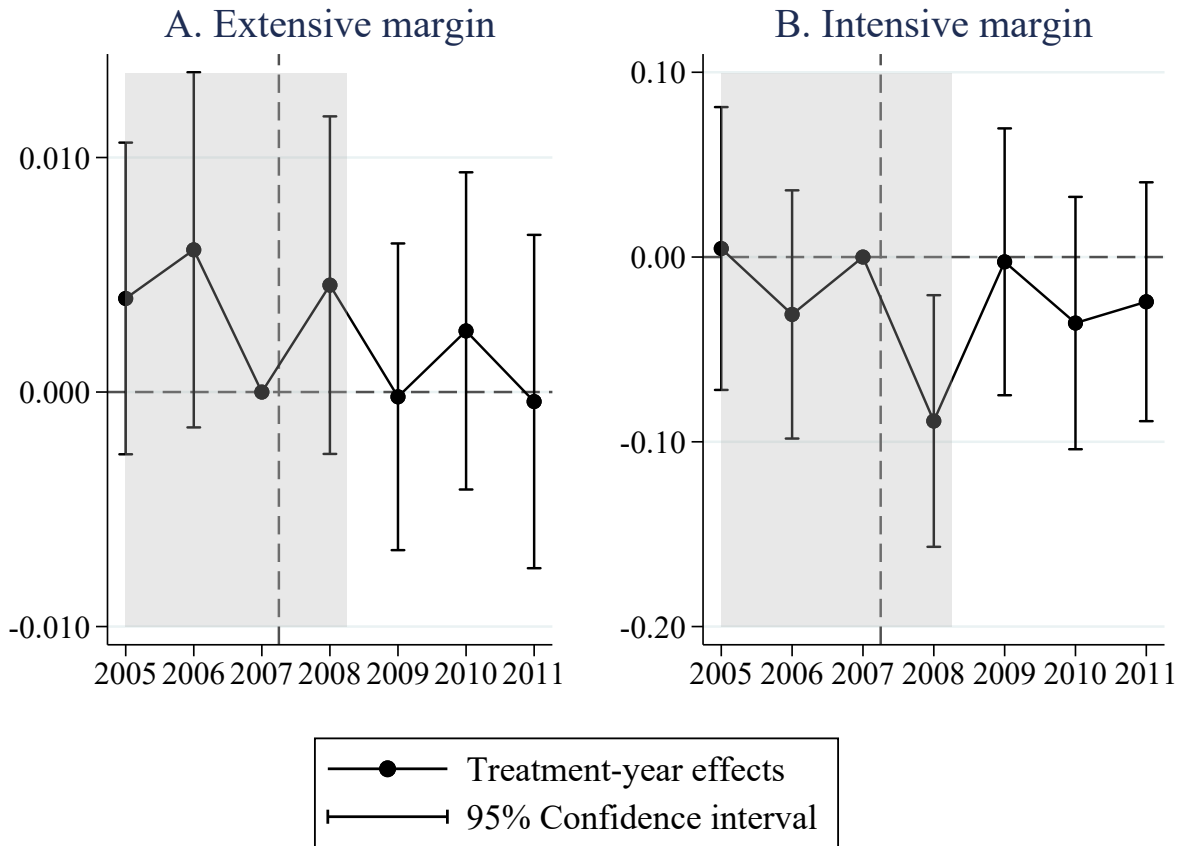 A. Extensive margin
0.010
0.000
-0.010
2005 2006 2007 2008 2009 2010 2011
B. Intensive margin
0.10
0.00
-0.10
-0.20
2005 2006 2007 2008 2009 2010 2011
Treatment-year effects
95% Confidence interval